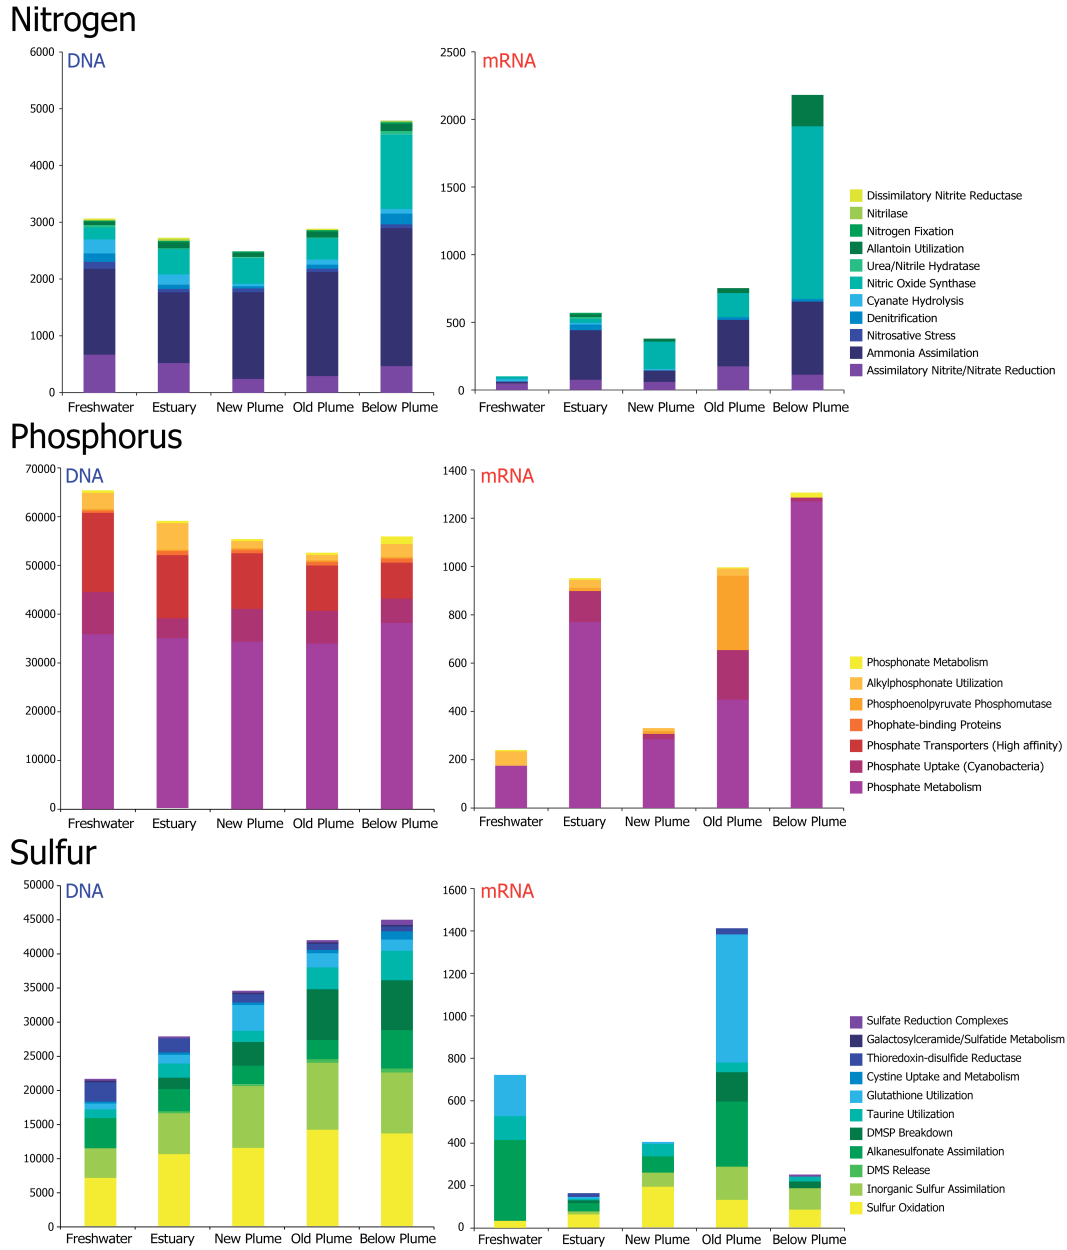 Nitrogen
DNA
6000
5000
4000
3000
2000
1000
0
Freshwater Estuary New Plume Old Plume Below Plume
mRNA
2500
2000
1500
1000
500
0
Freshwater Estuary New Plume Old Plume Below Plume
Dissimilatory Nitrite Reductase
Nitrilase
Nitrogen Fixation
Allantoin Utilization
Urea/Nitrile Hydratase
Nitric Oxide Synthase
Cyanate Hydrolysis
Denitrification
Nitrosative Stress
Ammonia Assimilation
Assimilatory Nitrite/Nitrate Reduction
Phosphorus
DNA
70000
60000
50000
40000
30000
20000
10000
0
Freshwater Estuary New Plume Old Plume Below Plume
mRNA
1400
1200
1000
800
600
400
200
0
Freshwater Estuary New Plume Old Plume Below Plume
Phosphonate Metabolism
Alkylphosphonate Utilization
Phosphoenolpyruvate Phosphomutase
Phophate-binding Proteins
Phosphate Transporters (High affinity)
Phosphate Uptake (Cyanobacteria)
Phosphate Metabolism
Sulfur
DNA
50000
45000
40000
35000
30000
25000
20000
15000
10000
5000
0
Freshwater Estuary New Plume Old Plume Below Plume
mRNA
1600
1400
1200
1000
800
600
400
200
0
Freshwater Estuary New Plume Old Plume Below Plume
Sulfate Reduction Complexes
Galactosylceramide/Sulfatide Metabolism
Thioredoxin-disulfide Reductase
Cystine Uptake and Metabolism
Glutathione Utilization
Taurine Utilization
DMSP Breakdown
Alkanesulfonate Assimilation
DMS Release
Inorganic Sulfur Assimilation
Sulfur Oxidation